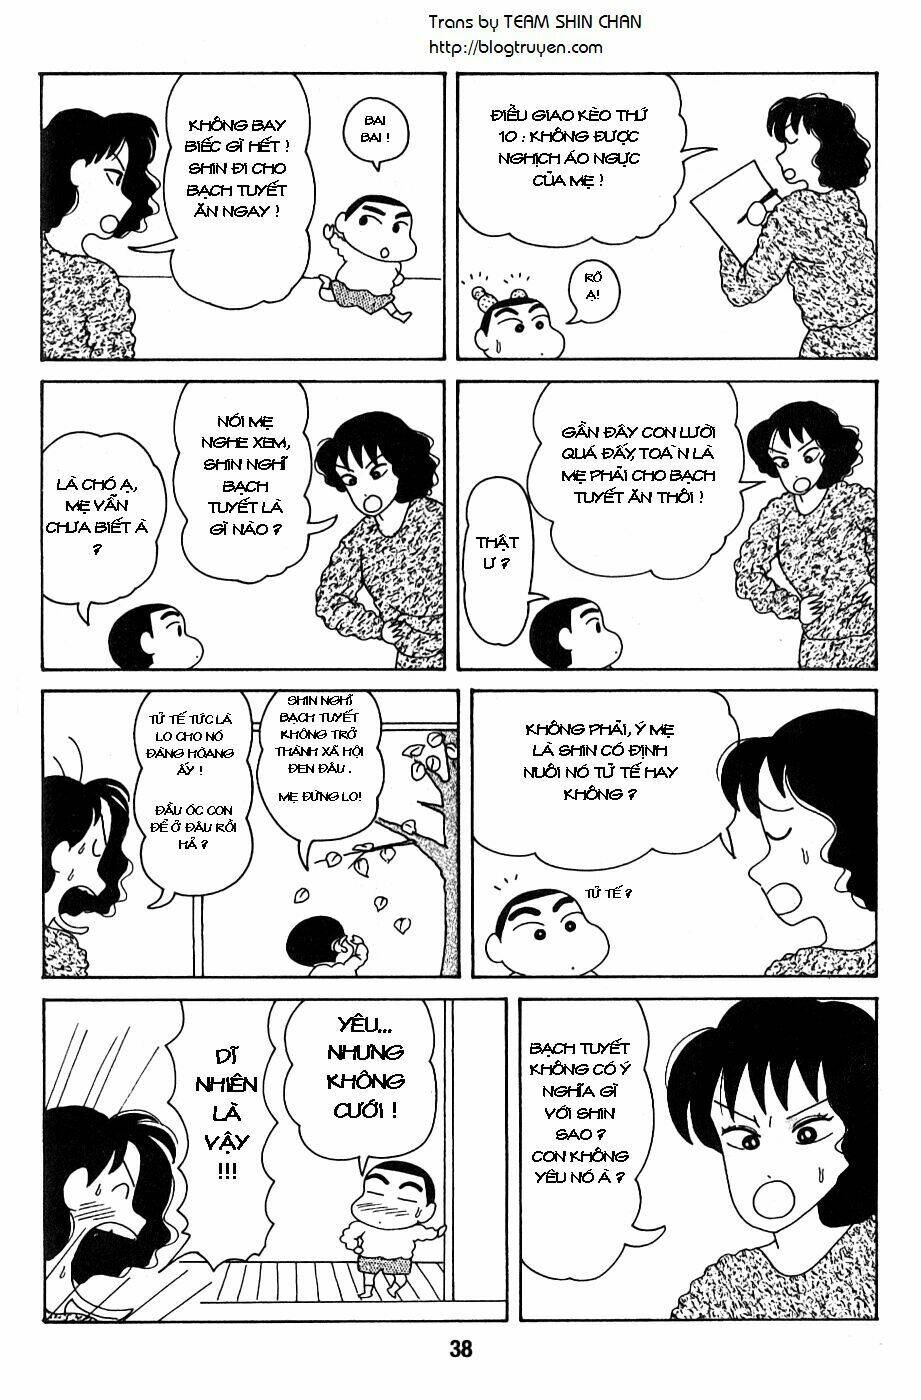 Trans by TEAM SHIN CHAN
http://blogtruyen.com
ĐIỀU GIAO KÈO THỨ
10 : KHÔNG ĐƯỢC
NGHỊCH ÁO NGỰC
CỦA MẸ !
RÕ
Ạ!
BAI
BAI !
KHÔNG BAY
BIẾC GÌ HẾT !
SHIN ĐI CHO
BẠCH TUYẾT
ĂN NGAY !
GẦN ĐÂY CON LƯỜI
QUÁ ĐẤY, TOÀN LÀ
MẸ PHẢI CHO BẠCH
TUYẾT ĂN THÔI !
THẬT
Ư ?
NÓI MẸ
NGHE XEM,
SHIN NGHĨ
BẠCH
TUYẾT LÀ
GÌ NÀO ?
LÀ CHÓ Ạ,
MẸ VẪN
CHƯA BIẾT À
?
KHÔNG PHẢI, Ý MẸ
LÀ SHIN CÓ ĐỊNH
NUÔI NÓ TỬ TẾ HAY
KHÔNG ?
TỬ TẾ ?
SHIN NGHĨ
BẠCH TUYẾT
KHÔNG TRỞ
THÀNH XÃ HỘI
ĐEN ĐÂU .
MẸ ĐỪNG LO!
TỬ TẾ TỨC LÀ
LO CHO NÓ
ĐÀNG HÒANG
ẤY !
ĐẦU ÓC CON
ĐỂ Ở ĐÂU RỒI
HẢ ?
BẠCH TUYẾT
KHÔNG CÓ Ý
NGHĨA GÌ
VỚI SHIN
SAO ?
CON KHÔNG
YÊU NÓ À ?
YÊU...
NHƯNG
KHÔNG
CƯỚI !
DĨ
NHIÊN
LÀ
VẬY
!!!
38